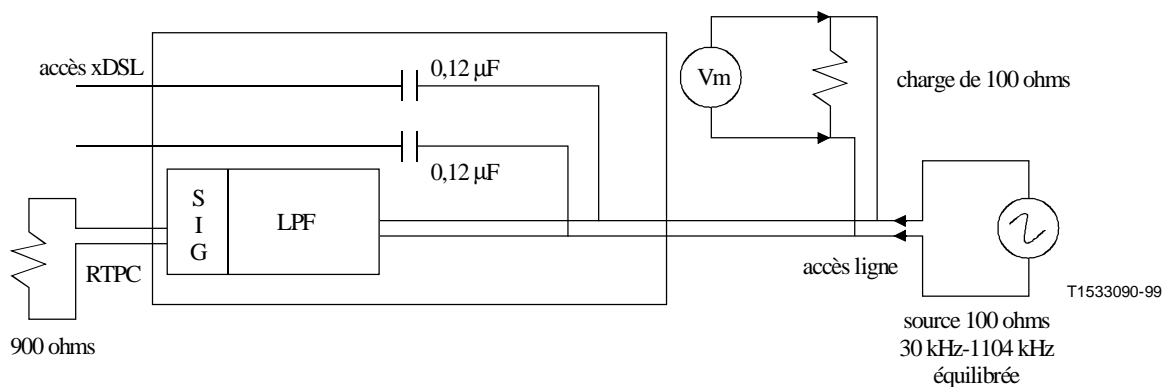 accès xDSL
0,12 µF
0,12 µF
Vm
charge de 100 ohms
S
I
G
LPF
RTPC
900 ohms
accès ligne
source 100 ohms
30 kHz-1104 kHz
équilibrée
T1533090-99